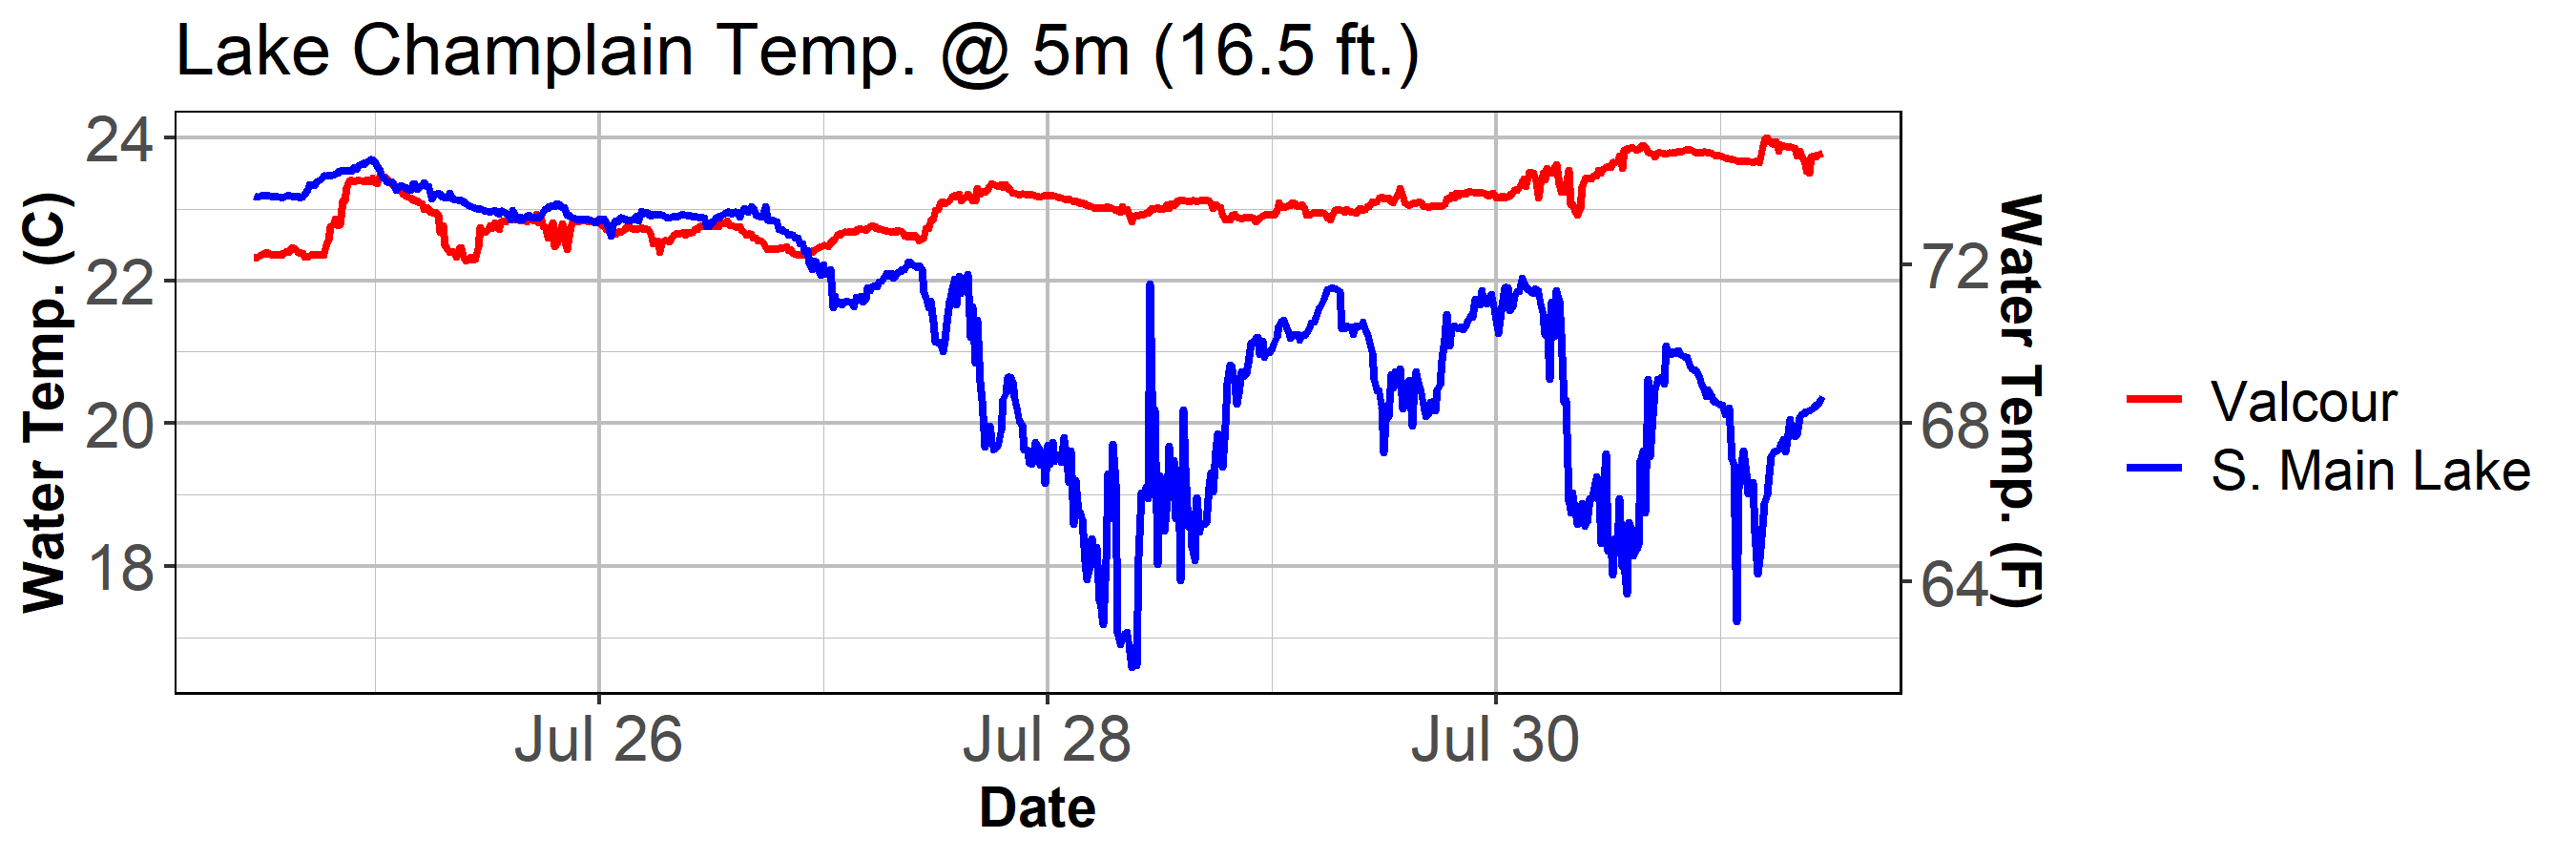 Lake Champlain Temp. @ 5m (16.5 ft.)
Water Temp. (C)
24
22
20
18
72
68
64
Water Temp. (F)
Jul 26
Jul 28
Jul 30
Date
Valcour
S. Main Lake